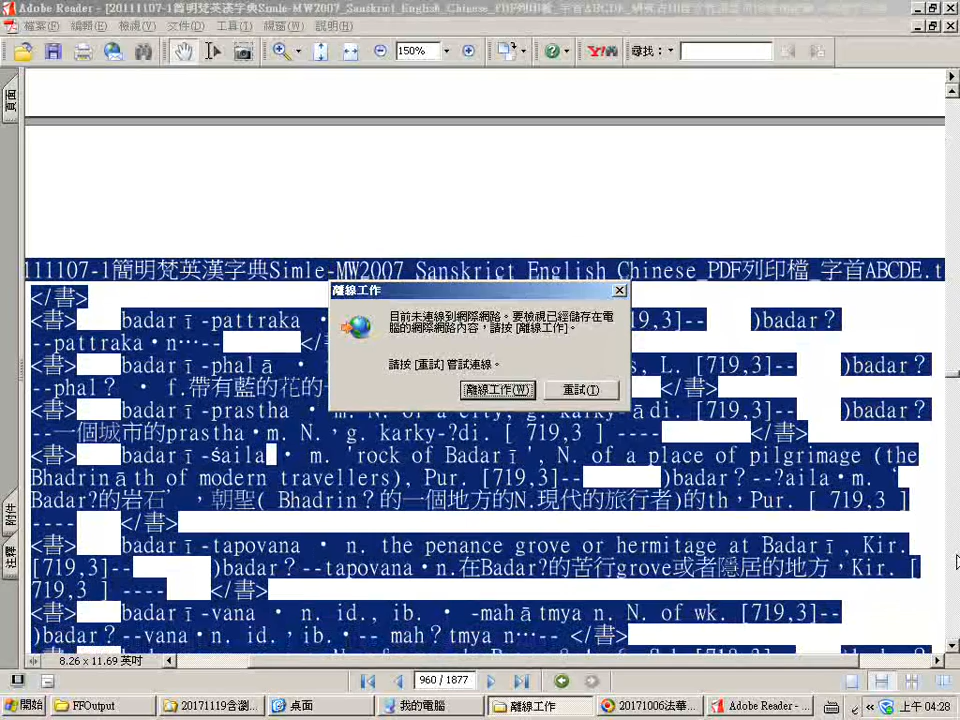 Adobe Reader - [20111107-1簡明梵英漢字典Simle-MW2007_Sanskrict_English_Chinese_PDF列印檔_字首ABCDE
檔案(F) 編輯(E) 檢視(V) 文件(D) 工具(T) 視窗(W) 說明(H)
150% Y! 尋找：
頁面
111107-1簡明梵英漢字典Simle-MW2007_Sanskrict_English_Chinese_PDF列印檔_字首ABCDE.t
</書>
<書> badarī-pattraka • 19,3]-- )badar？
--pattraka•n…-- </
<書> badarī-phalā • s, L. [719,3]-- )badar？
--phal？• f.帶有藍的花的 </書>
<書> badarī-prastha • m. N. of a city, g. karky-ādi. [719,3]-- )badar？
--一個城市的prastha•m. N.，g. karky-?di. [ 719,3 ] ---- </書>
<書> badarī-śaila • m. 'rock of Badarī', N. of a place of pilgrimage (the
Bhadrināth of modern travellers), Pur. [719,3]-- )badar？--?aila•m.‘
Badar?的岩石’，朝聖( Bhadrin？的一個地方的N.現代的旅行者)的th，Pur. [ 719,3 ]
---- </書>
<書> badarī-tapovana • n. the penance grove or hermitage at Badarī, Kir.
[719,3]-- )badar？--tapovana•n.在Badar?的苦行grove或者隱居的地方，Kir. [
719,3 ] ---- </書>
<書> badarī-vana • n. id., ib. • -māhātmya n. N. of wk. [719,3]--
)badar？--vana•n. id.，ib.•-- mah？tmya n…-- </書>
離線工作
目前未連線到網際網路。要檢視已經儲存在電
腦的網際網路內容，請按 [離線工作]。
請按 [重試] 嘗試連線。
離線工作(W) 重試(T)
附件
注釋
8.26 x 11.69 英吋
960 / 1877
開始 FFOutput 20171119含瀏... 桌面 我的電腦 離線工作 20171006法華... Adobe Reader - ... 上午 04:28